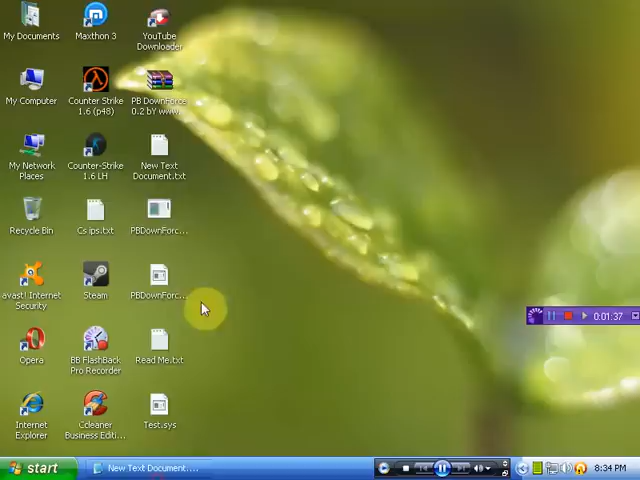 My Documents
Maxthon 3
YouTube
Downloader
My Computer
Counter Strike
1.6 (p48)
PB DownForce
0.2 by www. ...
My Network
Places
Counter-Strike
1.6 LH
New Text
Document.txt
Recycle Bin
Cs ips.txt
PBDownForc...
avast! Internet
Security
Steam
PBDownForc...
Opera
BB FlashBack
Pro Recorder
Read Me.txt
Internet
Explorer
Ccleaner
Business Editi...
Test.sys
0:01:37
start
New Text Document....
8:34 PM